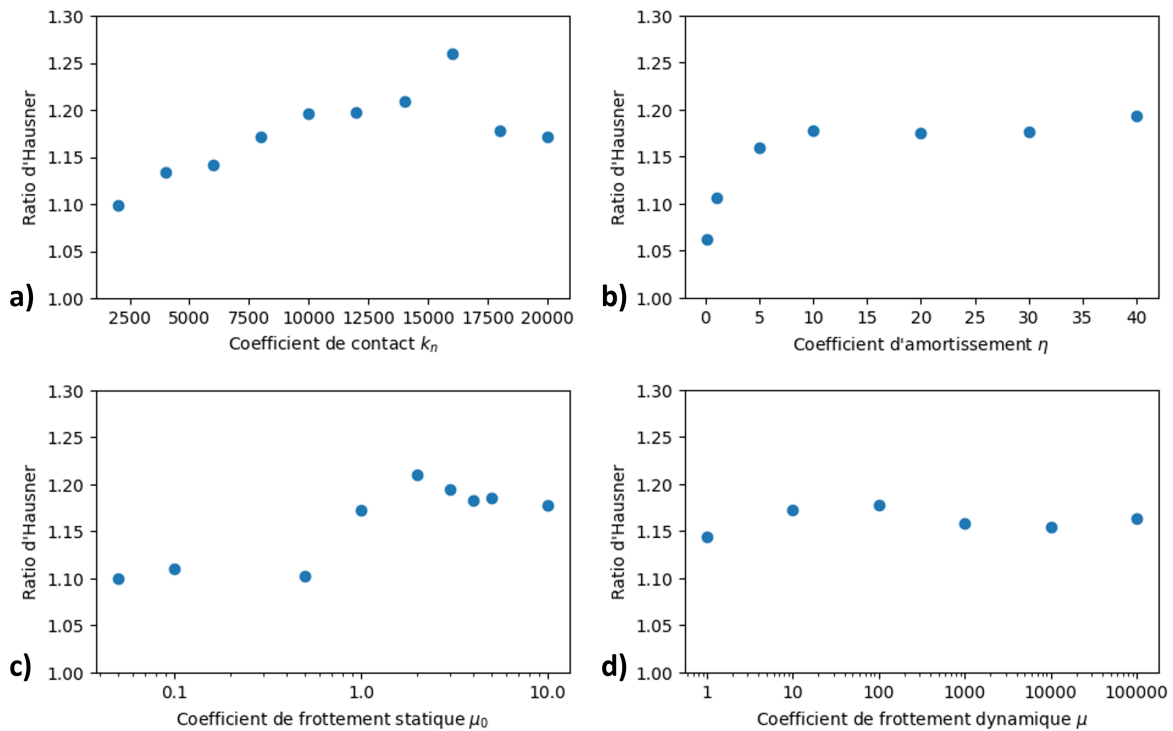 1.30
1.25
1.20
1.15
1.10
1.05
1.00
Ratio d'Hausner
2500 5000 7500 10000 12500 15000 17500 20000
Coefficient de contact kₙ
a)
1.30
1.25
1.20
1.15
1.10
1.05
1.00
Ratio d'Hausner
0 5 10 15 20 25 30 35 40
Coefficient d'amortissement η
b)
1.30
1.25
1.20
1.15
1.10
1.05
1.00
Ratio d'Hausner
0.1 1.0 10.0
Coefficient de frottement statique μ₀
c)
1.30
1.25
1.20
1.15
1.10
1.05
1.00
Ratio d'Hausner
1 10 100 1000 10000 100000
Coefficient de frottement dynamique μ
d)